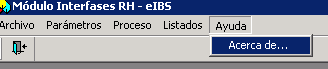 Módulo Interfases RH - eIBS
Archivo Parámetros Proceso Listados Ayuda
Acerca de...